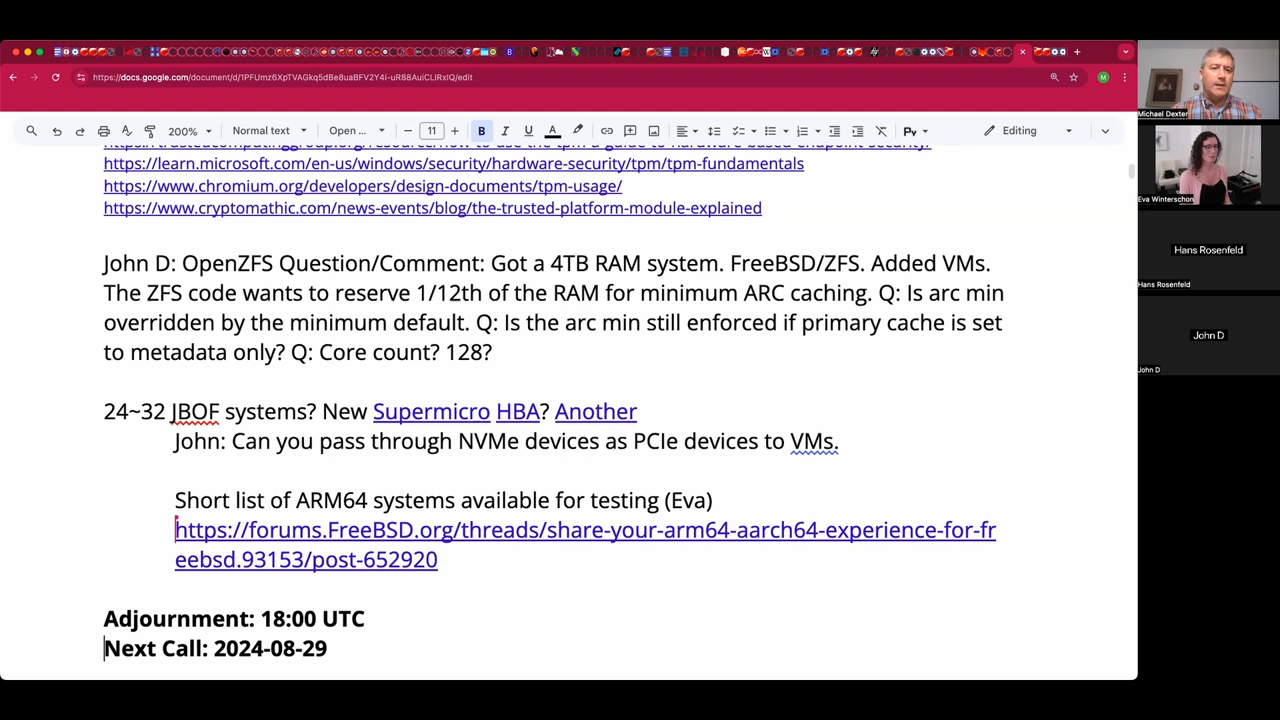 https://docs.google.com/document/d/1PFUmz6XpTVAGkq5dBe8uaBFV2Y4i-uR88AuiCLIRxIQ/edit
M
200%
Normal text
Open ...
11
B
I
U
A
Editing
https://learn.microsoft.com/en-us/windows/security/hardware-security/tpm/tpm-fundamentals
https://www.chromium.org/developers/design-documents/tpm-usage/
https://www.cryptomathic.com/news-events/blog/the-trusted-platform-module-explained
John D: OpenZFS Question/Comment: Got a 4TB RAM system. FreeBSD/ZFS. Added VMs.
The ZFS code wants to reserve 1/12th of the RAM for minimum ARC caching. Q: Is arc min
overridden by the minimum default. Q: Is the arc min still enforced if primary cache is set
to metadata only? Q: Core count? 128?
24~32 JBOF systems? New Supermicro HBA? Another
John: Can you pass through NVMe devices as PCIe devices to VMs.
Short list of ARM64 systems available for testing (Eva)
https://forums.FreeBSD.org/threads/share-your-arm64-aarch64-experience-for-fr
eebsd.93153/post-652920
Adjournment: 18:00 UTC
Next Call: 2024-08-29
Michael Dexter
Eva Winterschon
Hans Rosenfeld
Hans Rosenfeld
John D
John D